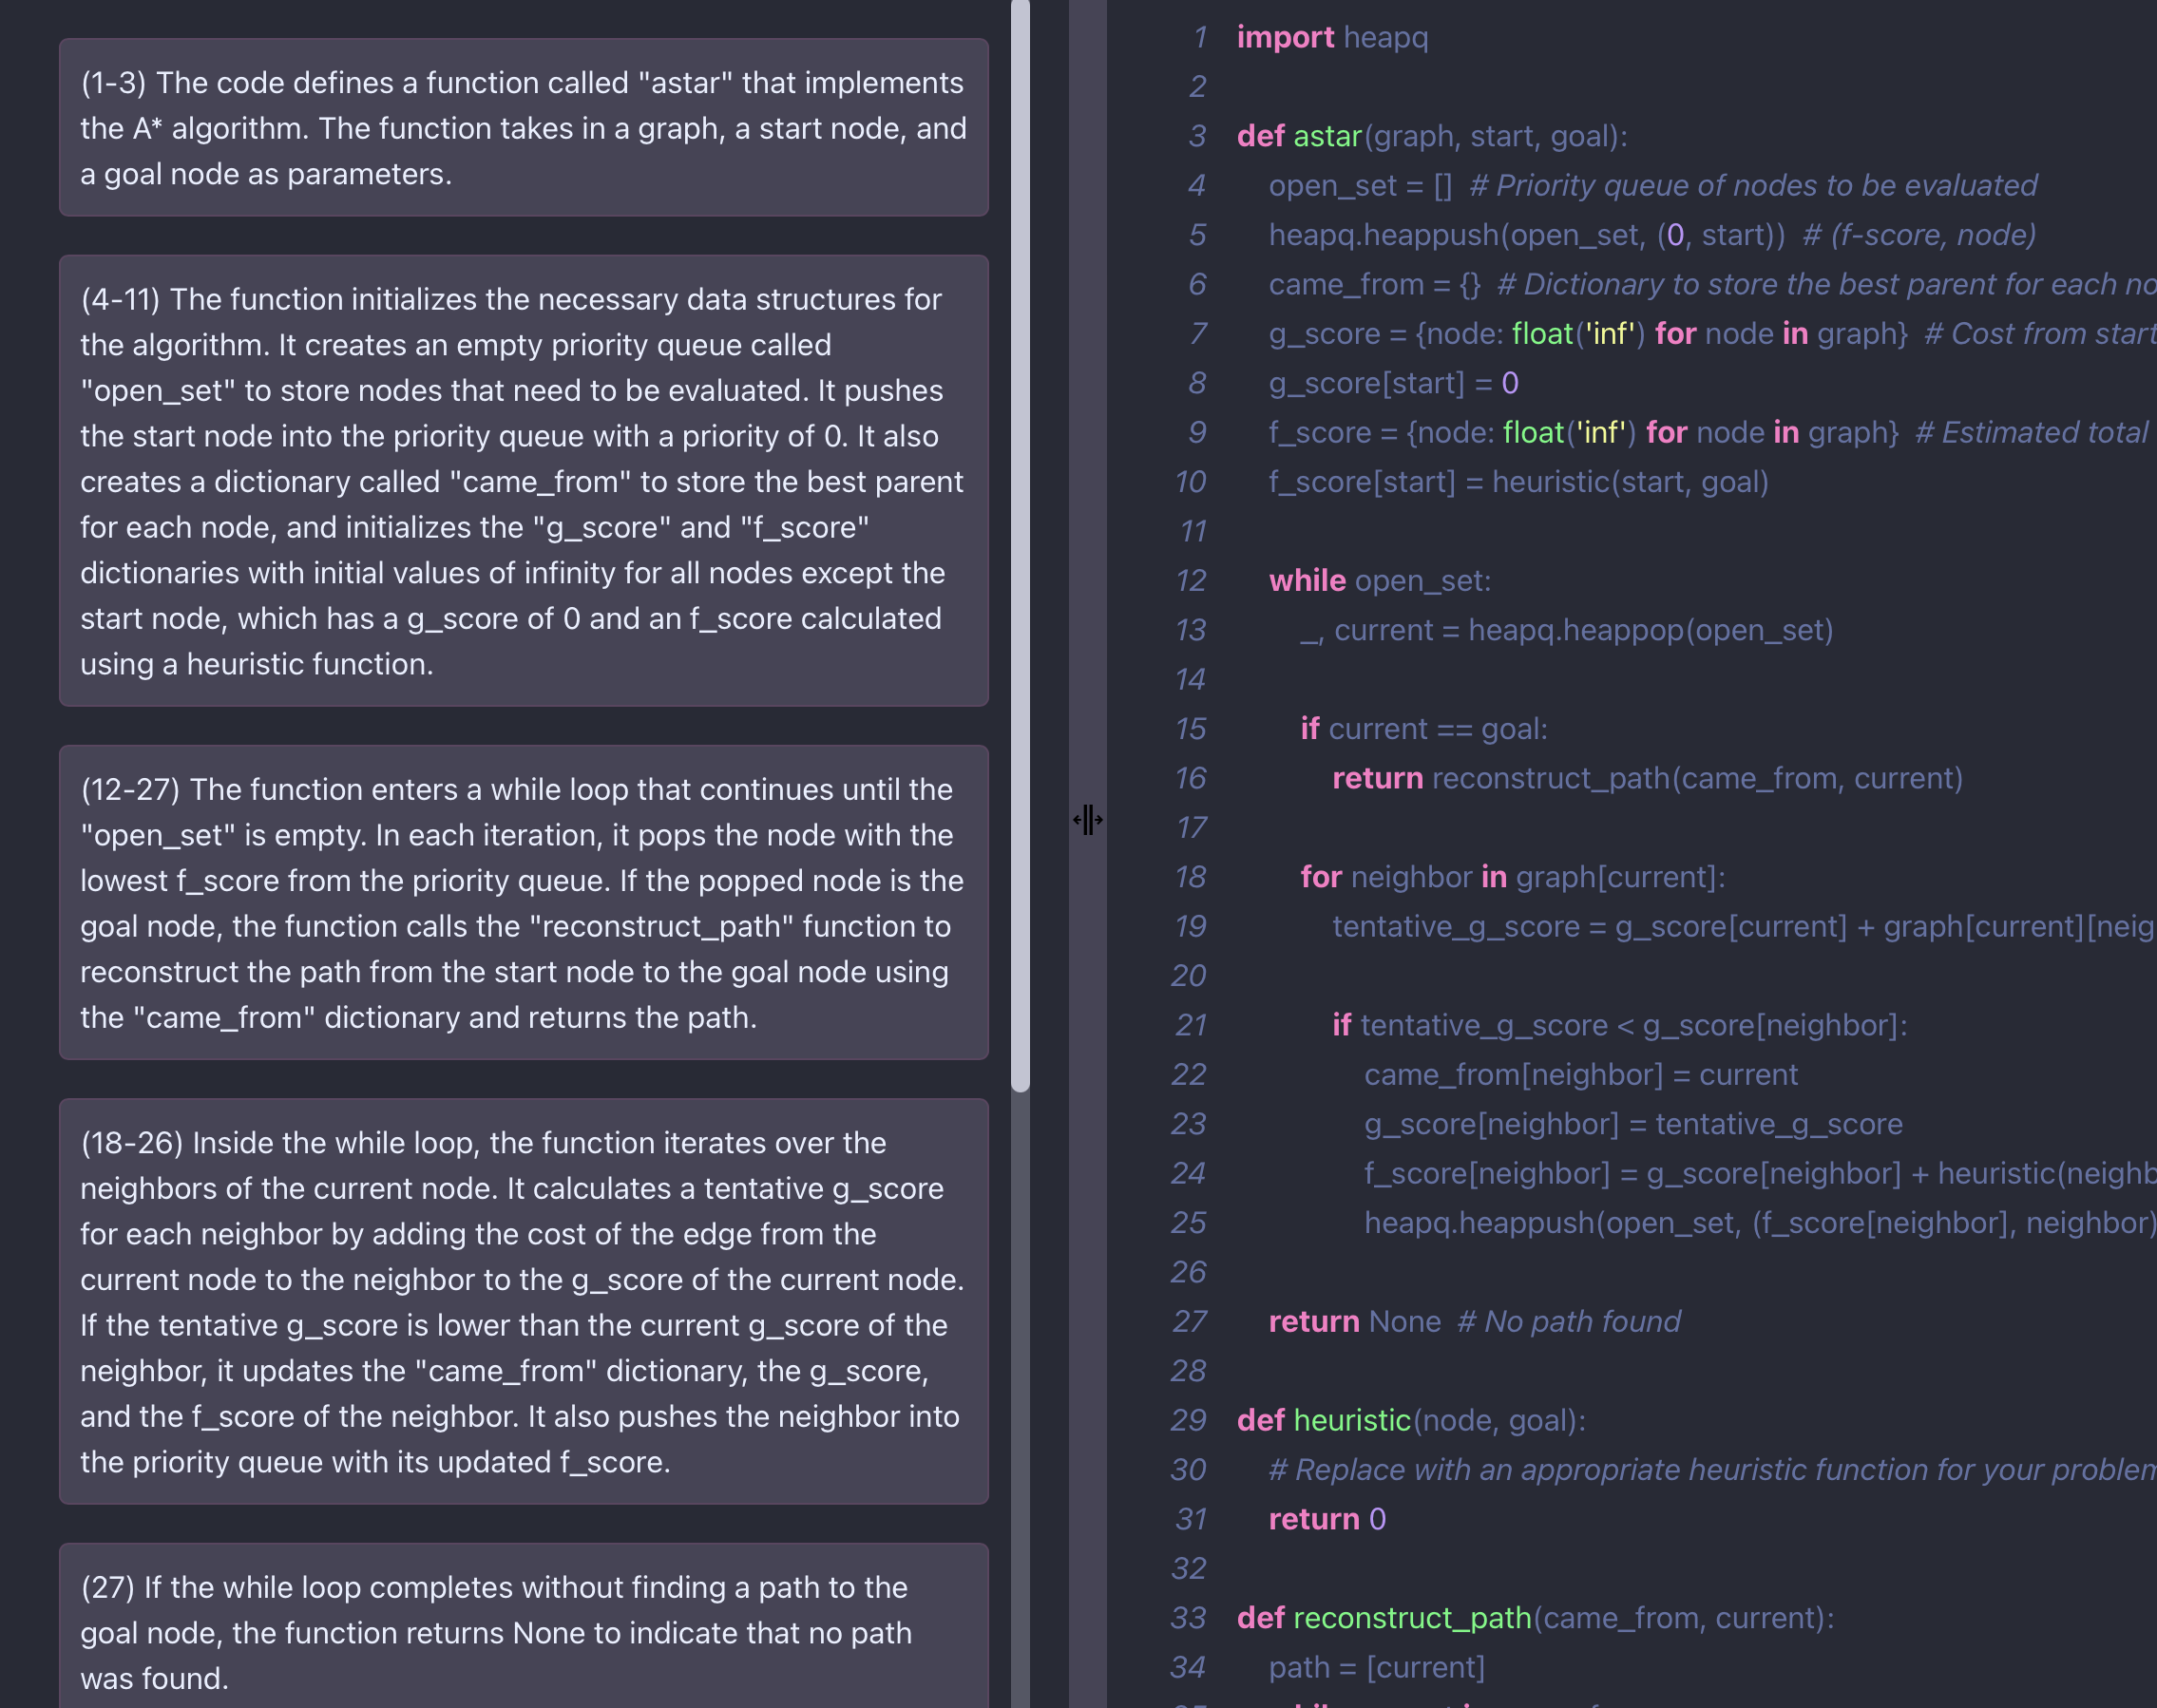 (1-3) The code defines a function called "astar" that implements
the A* algorithm. The function takes in a graph, a start node, and
a goal node as parameters.
(4-11) The function initializes the necessary data structures for
the algorithm. It creates an empty priority queue called
"open_set" to store nodes that need to be evaluated. It pushes
the start node into the priority queue with a priority of 0. It also
creates a dictionary called "came_from" to store the best parent
for each node, and initializes the "g_score" and "f_score"
dictionaries with initial values of infinity for all nodes except the
start node, which has a g_score of 0 and an f_score calculated
using a heuristic function.
(12-27) The function enters a while loop that continues until the
"open_set" is empty. In each iteration, it pops the node with the
lowest f_score from the priority queue. If the popped node is the
goal node, the function calls the "reconstruct_path" function to
reconstruct the path from the start node to the goal node using
the "came_from" dictionary and returns the path.
(18-26) Inside the while loop, the function iterates over the
neighbors of the current node. It calculates a tentative g_score
for each neighbor by adding the cost of the edge from the
current node to the neighbor to the g_score of the current node.
If the tentative g_score is lower than the current g_score of the
neighbor, it updates the "came_from" dictionary, the g_score,
and the f_score of the neighbor. It also pushes the neighbor into
the priority queue with its updated f_score.
(27) If the while loop completes without finding a path to the
goal node, the function returns None to indicate that no path
was found.
1 import heapq
2
3 def astar(graph, start, goal):
4 open_set = [] # Priority queue of nodes to be evaluated
5 heapq.heappush(open_set, (0, start)) # (f-score, node)
6 came_from = {} # Dictionary to store the best parent for each no
7 g_score = {node: float('inf') for node in graph} # Cost from start
8 g_score[start] = 0
9 f_score = {node: float('inf') for node in graph} # Estimated total
10 f_score[start] = heuristic(start, goal)
11
12 while open_set:
13 _, current = heapq.heappop(open_set)
14
15 if current == goal:
16 return reconstruct_path(came_from, current)
17
18 for neighbor in graph[current]:
19 tentative_g_score = g_score[current] + graph[current][neig
20
21 if tentative_g_score < g_score[neighbor]:
22 came_from[neighbor] = current
23 g_score[neighbor] = tentative_g_score
24 f_score[neighbor] = g_score[neighbor] + heuristic(neighb
25 heapq.heappush(open_set, (f_score[neighbor], neighbor)
26
27 return None # No path found
28
29 def heuristic(node, goal):
30 # Replace with an appropriate heuristic function for your problem
31 return 0
32
33 def reconstruct_path(came_from, current):
34 path = [current]